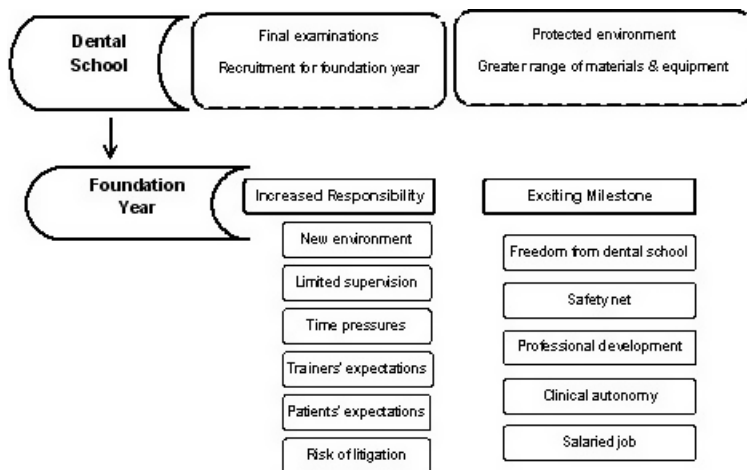 Dental
School
Final examinations
Recruitment for foundation year
Protected environment
Greater range of materials & equipment
Foundation
Year
Increased Responsibility
New environment
Limited supervision
Time pressures
Trainers' expectations
Patients' expectations
Risk of litigation
Exciting Milestone
Freedom from dental school
Safety net
Professional development
Clinical autonomy
Salaried job